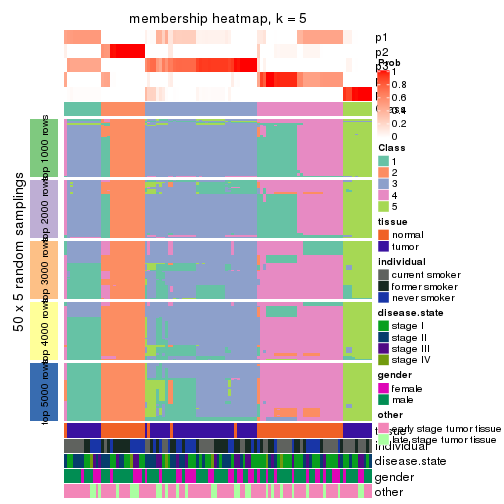 membership heatmap, k = 5
p1
p2
p3
Prob
1
0.8
0.6
0.4
0.2
0
Class
1
2
3
4
5
tissue
normal
tumor
individual
current smoker
former smoker
never smoker
disease.state
stage I
stage II
stage III
stage IV
gender
female
male
other
early stage tumor tissue
late stage tumor tissue
50 x 5 random samplings
top 1000 rows
top 2000 rows
top 3000 rows
top 4000 rows
top 5000 rows
individual
disease.state
gender
other